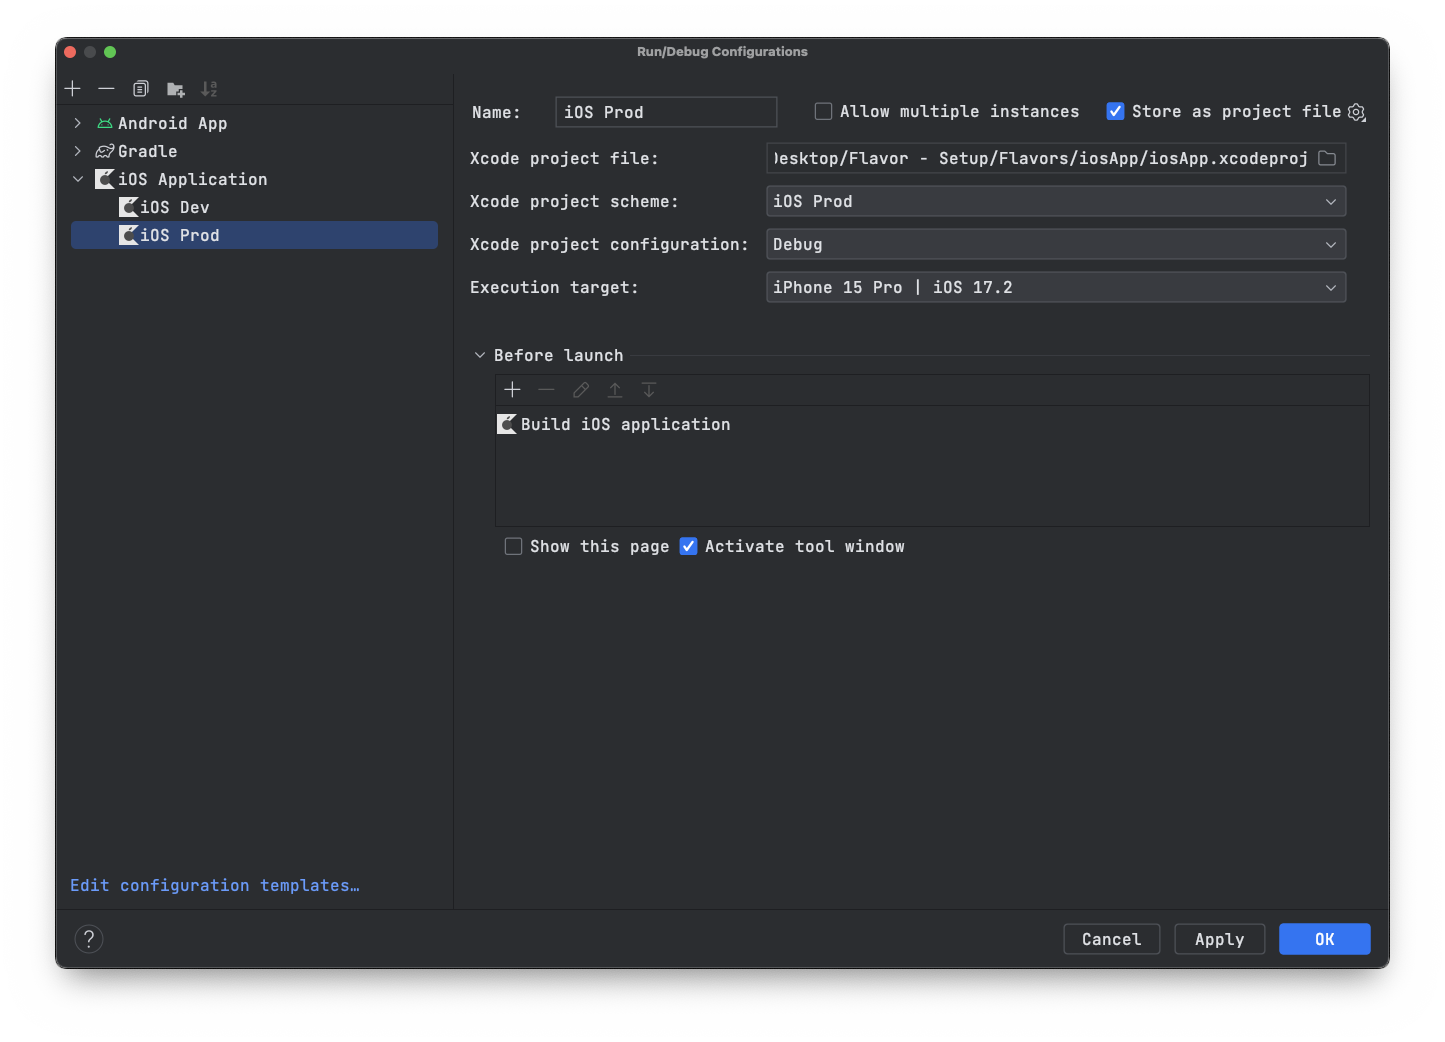 Run/Debug Configurations
Android App
Gradle
iOS Application
iOS Dev
iOS Prod
Edit configuration templates…
Name: iOS Prod Allow multiple instances Store as project file
Xcode project file: Desktop/Flavor - Setup/Flavors/iosApp/iosApp.xcodeproj
Xcode project scheme: iOS Prod
Xcode project configuration: Debug
Execution target: iPhone 15 Pro | iOS 17.2
Before launch
Build iOS application
Show this page Activate tool window
? Cancel Apply OK